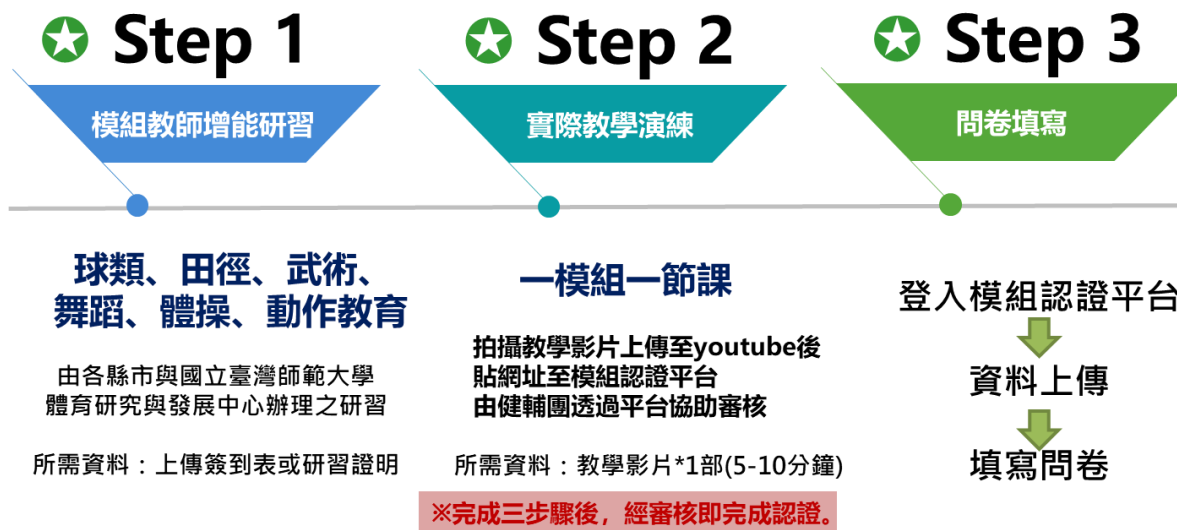 Step 1
模組教師增能研習
球類、田徑、武術、
舞蹈、體操、動作教育
由各縣市與國立臺灣師範大學
體育研究與發展中心辦理之研習
所需資料：上傳簽到表或研習證明
Step 2
實際教學演練
一模組一節課
拍攝教學影片上傳至youtube後
貼網址至模組認證平台
由健輔團透過平台協助審核
所需資料：教學影片*1部(5-10分鐘)
※完成三步驟後，經審核即完成認證。
Step 3
問卷填寫
登入模組認證平台
資料上傳
填寫問卷